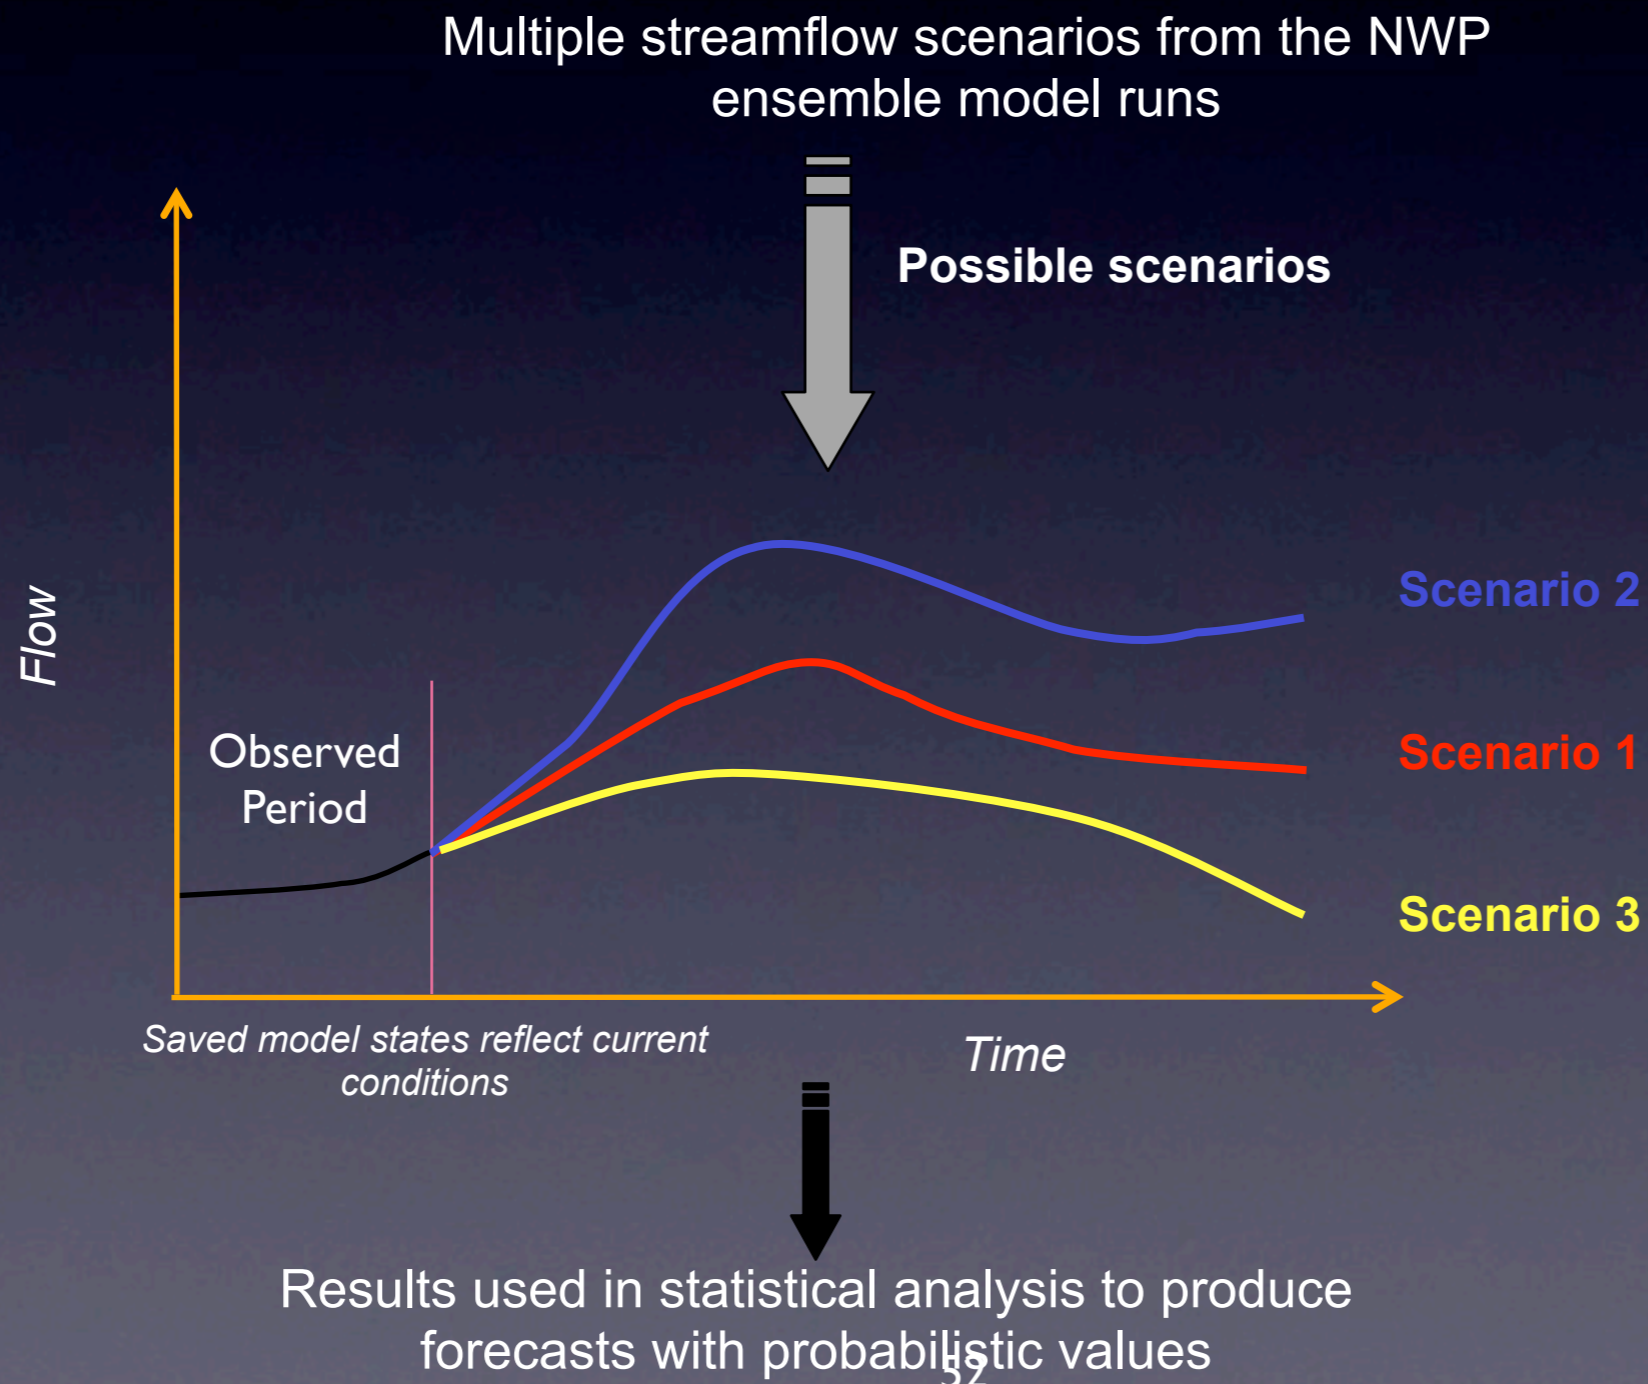 Multiple streamflow scenarios from the NWP
ensemble model runs
Possible scenarios
Flow
Scenario 2
Observed
Period
Scenario 1
Scenario 3
Saved model states reflect current
conditions
Time
Results used in statistical analysis to produce
forecasts with probabilistic values
52